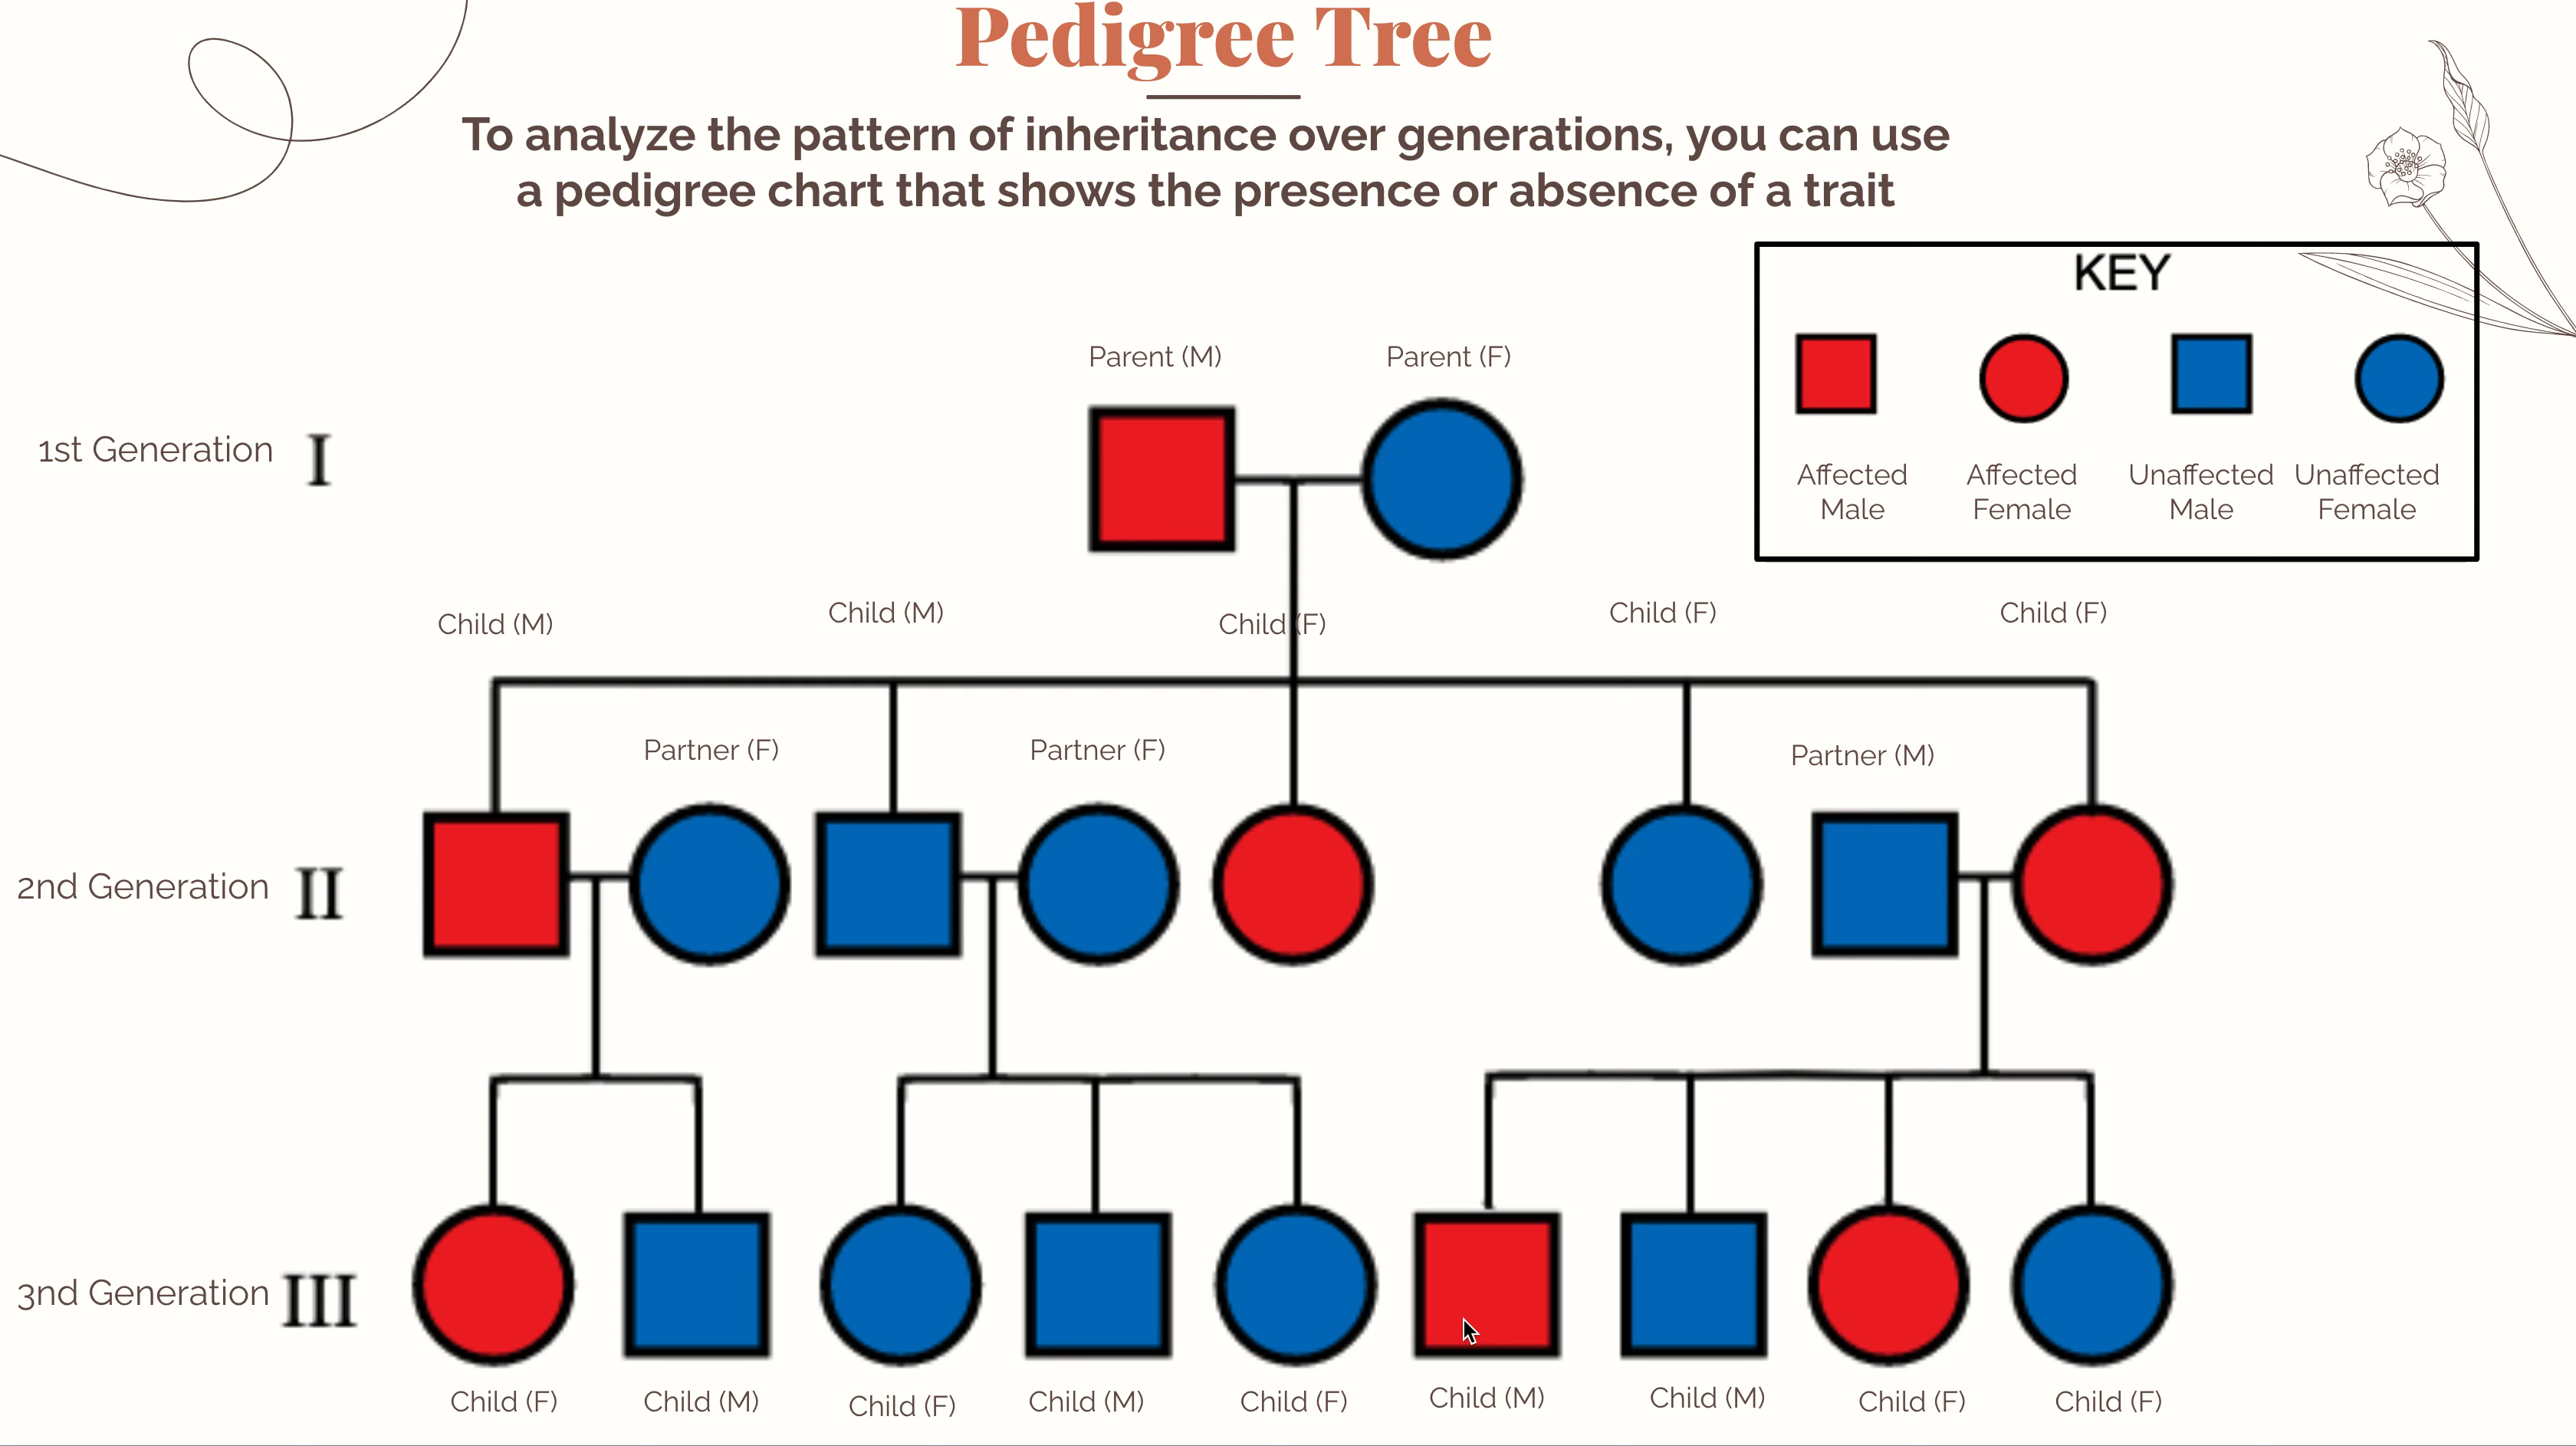 Pedigree Tree
To analyze the pattern of inheritance over generations, you can use
a pedigree chart that shows the presence or absence of a trait
KEY
Affected Male
Affected Female
Unaffected Male
Unaffected Female
Parent (M)
Parent (F)
1st Generation I
Child (M)
Child (M)
Child (F)
Child (F)
Child (F)
Partner (F)
Partner (F)
Partner (M)
2nd Generation II
3nd Generation III
Child (F)
Child (M)
Child (F)
Child (M)
Child (F)
Child (M)
Child (M)
Child (F)
Child (F)